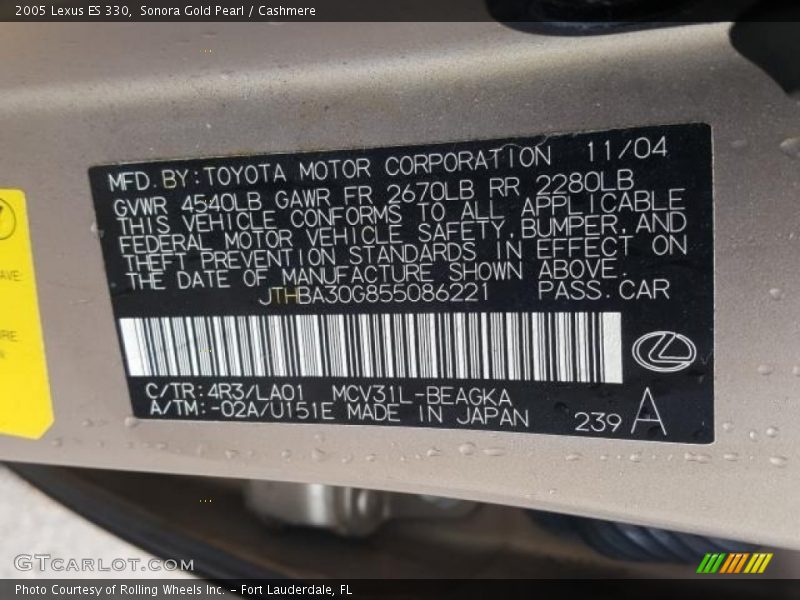 2005 Lexus ES 330, Sonora Gold Pearl / Cashmere
MFD. BY: TOYOTA MOTOR CORPORATION 11/04
GVWR 4540LB GAWR FR 2670LB RR 2280LB
THIS VEHICLE CONFORMS TO ALL APPLICABLE
FEDERAL MOTOR VEHICLE SAFETY, BUMPER, AND
THEFT PREVENTION STANDARDS IN EFFECT ON
THE DATE OF MANUFACTURE SHOWN ABOVE.
JTHBA30G855086221 PASS. CAR
C/TR: 4R3/LA01 MCV31L-BEAGKA
A/TM: -02A/U151E MADE IN JAPAN 239 A
GTCARLOT.COM
Photo Courtesy of Rolling Wheels Inc. - Fort Lauderdale, FL